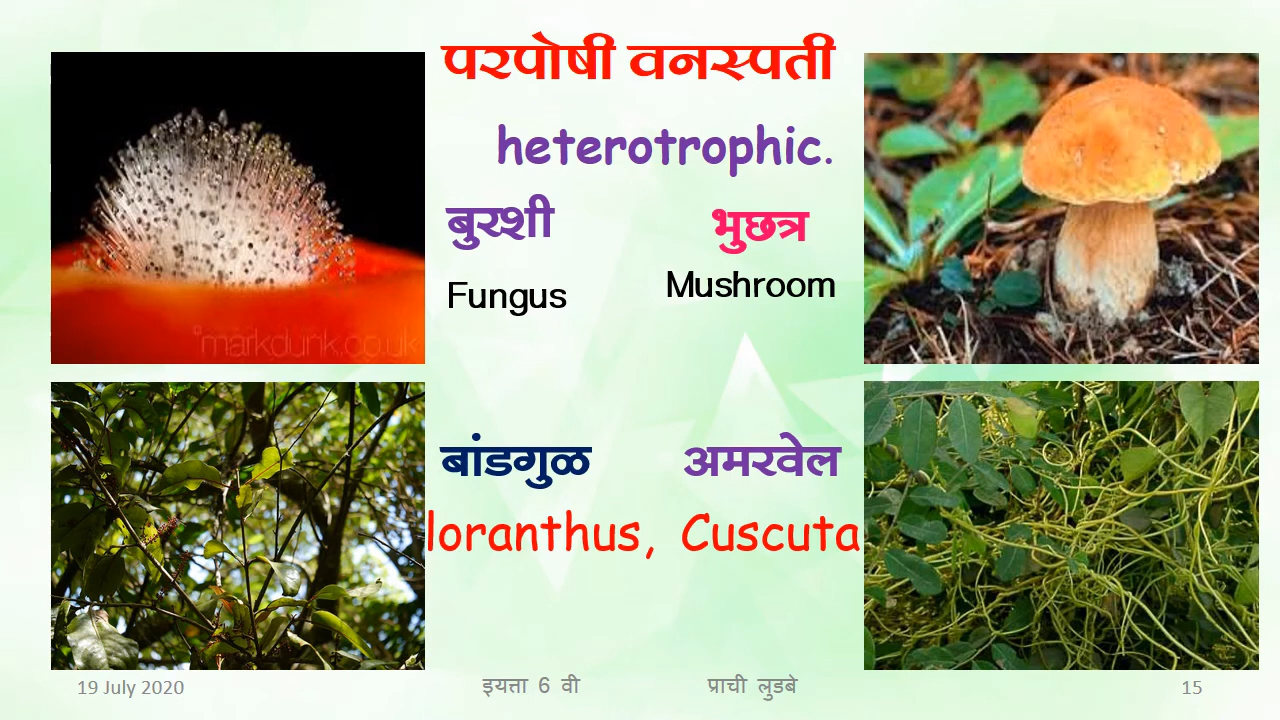 परपोषी वनस्पती
heterotrophic.
बुरशी भुछत्र
Fungus Mushroom
°markdunk.co.uk
बांडगुळ अमरवेल
loranthus, Cuscuta
19 July 2020 इयत्ता 6 वी प्राची लुडबे 15